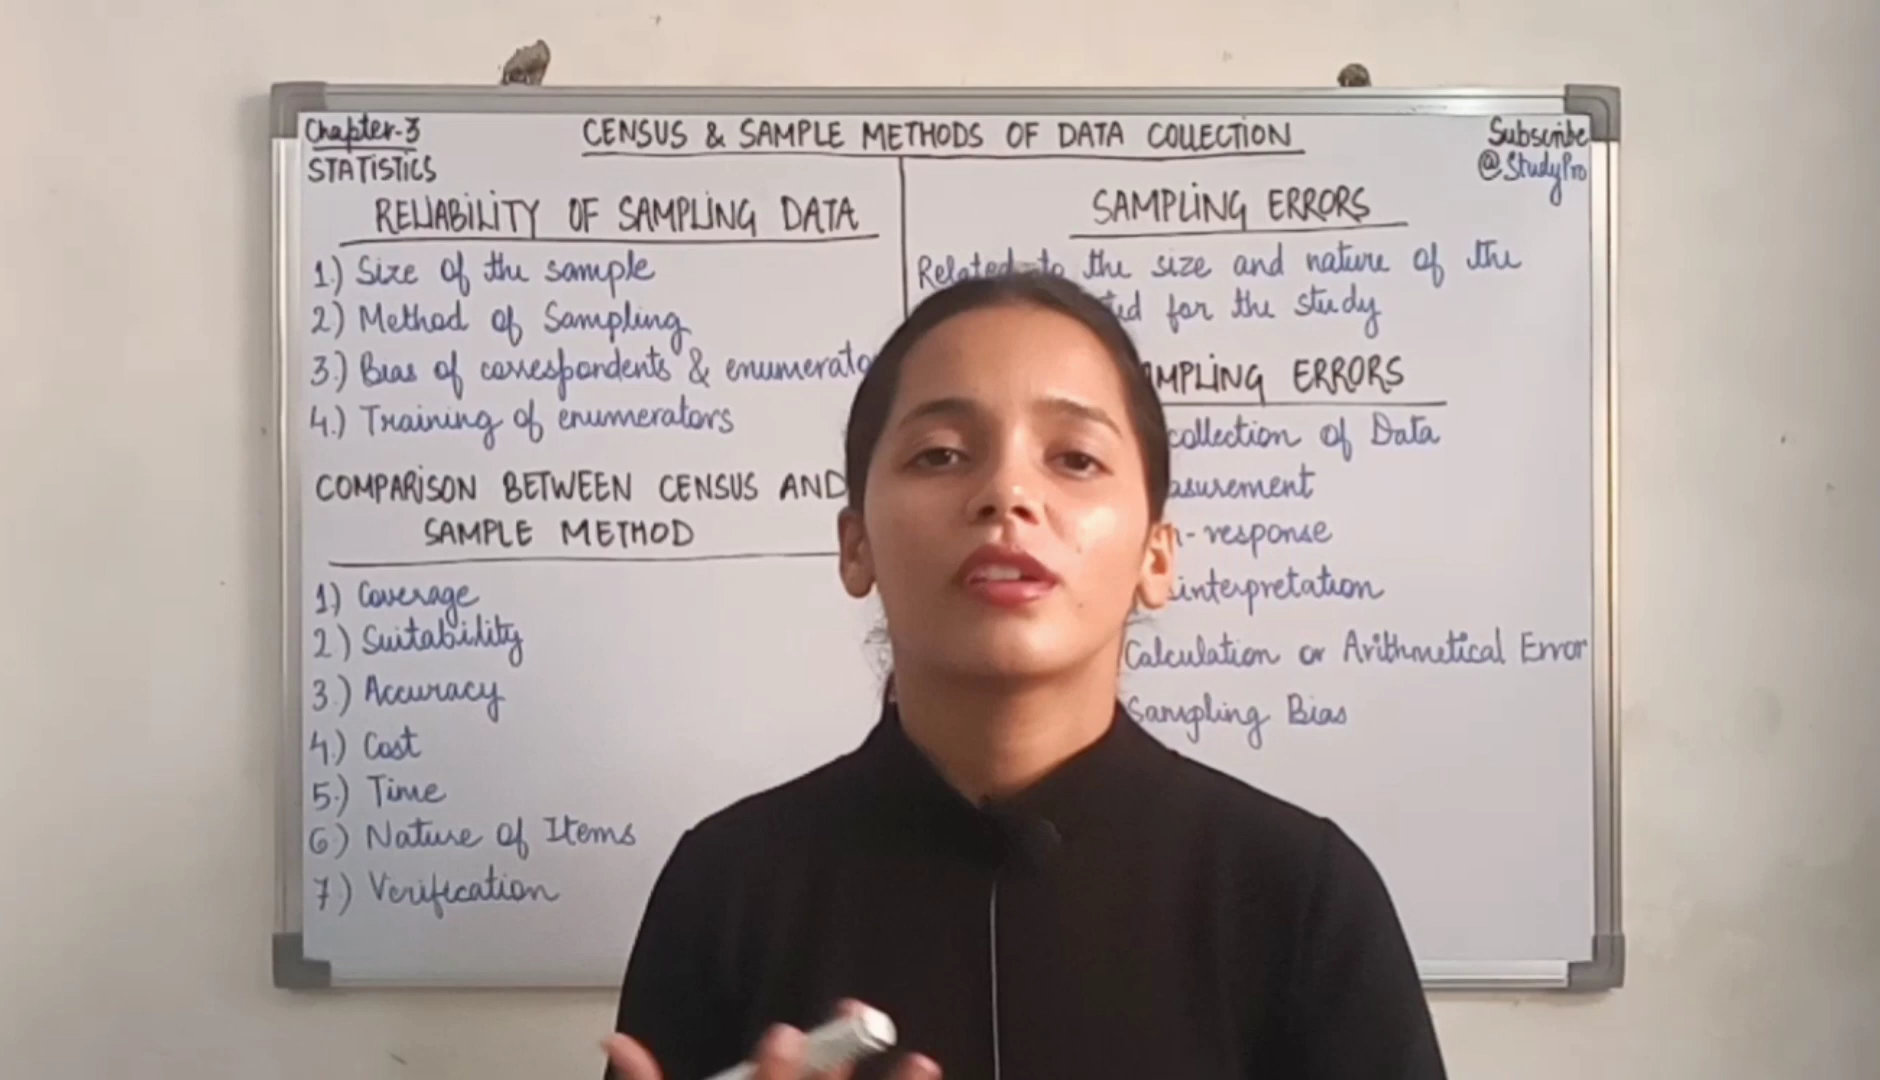 Chapter-3
STATISTICS
CENSUS & SAMPLE METHODS OF DATA COLLECTION
Subscribe
@StudyPro
RELIABILITY OF SAMPLING DATA
1.) Size of the sample
2.) Method of Sampling
3.) Bias of correspondents & enumerato
4.) Training of enumerators
COMPARISON BETWEEN CENSUS AND
SAMPLE METHOD
1) Coverage
2) Suitability
3.) Accuracy
4.) Cost
5.) Time
6) Nature of Items
7.) Verification
SAMPLING ERRORS
Related to the size and nature of the
for the study
MPLING ERRORS
collection of Data
asurement
-response
interpretation
Calculation or Arithmetical Error
Sampling Bias